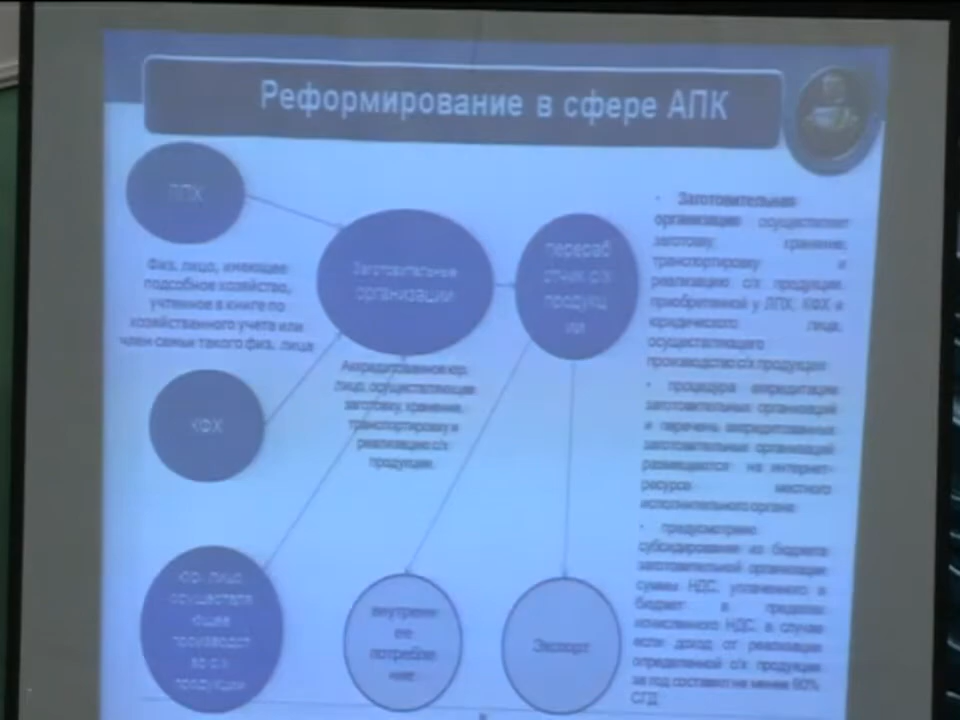 Реформирование в сфере АПК
ЛПХ
Физ. лицо, имеющее
подсобное хозяйство,
учтенное в книге по
хозяйственного учета или
член семьи такого физ. лица
КФХ
юр. лицо
осуществля
ющее
производст
во с/х
продукции
Заготовительные
организации
Аккредитованное юр.
лицо, осуществляющее
заготовку, хранение,
транспортировку и
реализацию с/х
продукции.
перераб
отчик с/х
продукц
ии
внутренн
ее
потребле
ние
Экспорт
- Заготовительная
организация осуществляет
заготовку, хранение,
транспортировку и
реализацию с/х продукции,
приобретенной у ЛПХ, КФХ и
юридического лица,
осуществляющего
производство с/х продукции
- процедура аккредитации
заготовительных организаций
и перечень аккредитованных
заготовительных организаций
размещаются на интернет-
ресурсе местного
исполнительного органа
- предусмотрено
субсидирование из бюджета
заготовительной организации
суммы НДС, уплаченного в
бюджет в пределах
исчисленного НДС, в случае
если доход от реализации
определенной с/х продукции
за год составил не менее 90%
СГД